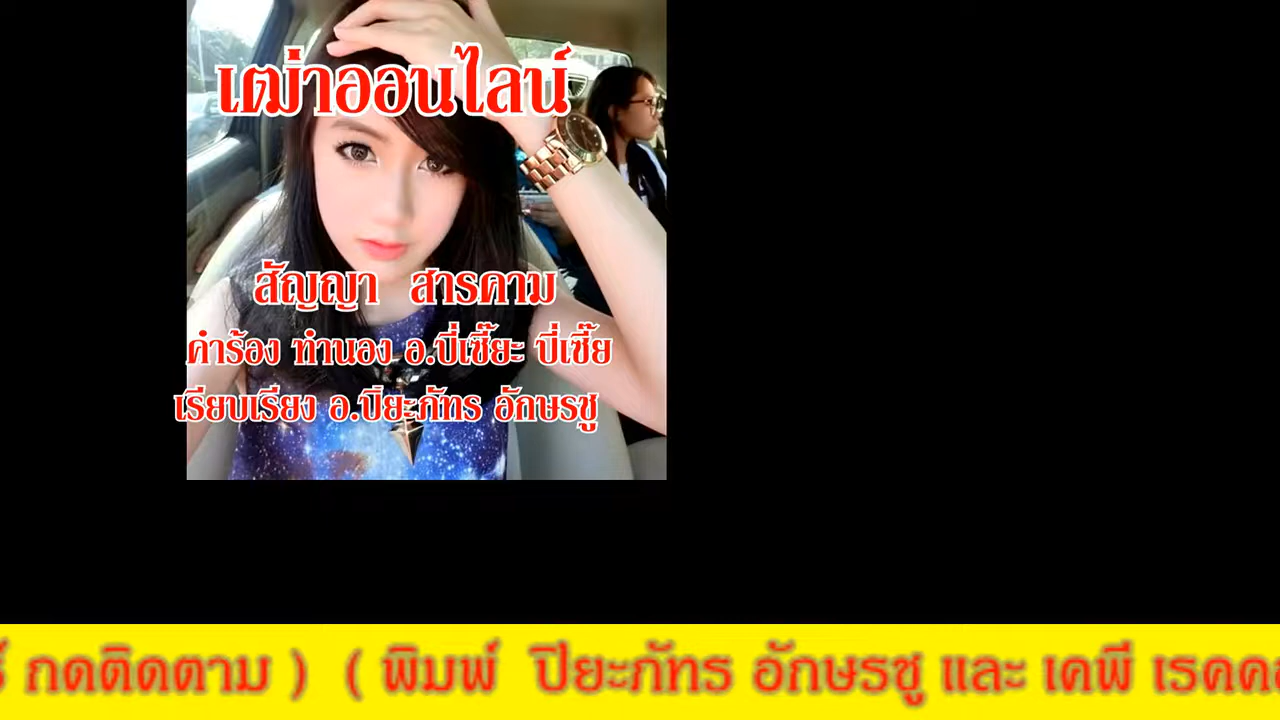 เฒ่าออนไลน์
สัญญา สารคาม
คำร้อง ทำนอง อ.ปี่เซี๊ยะ ปี่เซี๊ย
เรียบเรียง อ.ปิยะภัทร อักษรชู
กดติดตาม ) ( พิมพ์ ปิยะภัทร อักษรชู และ เคพี